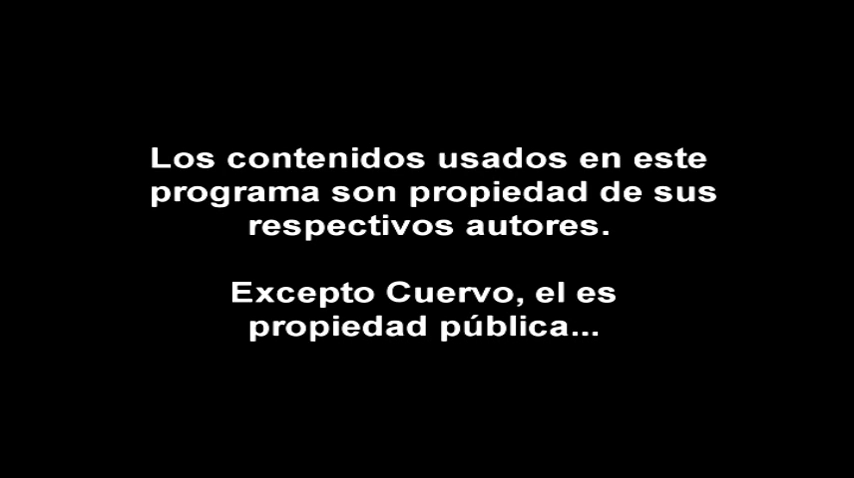 Los contenidos usados en este
programa son propiedad de sus
respectivos autores.
Excepto Cuervo, el es
propiedad pública...